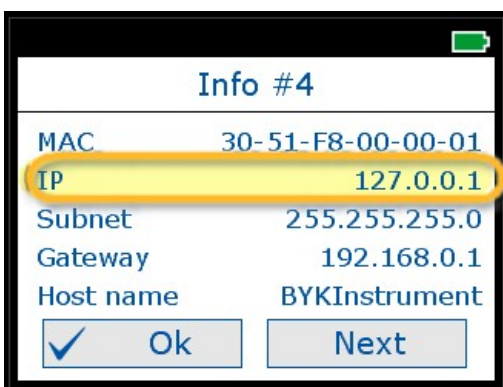 Info #4
MAC 30-51-F8-00-00-01
IP 127.0.0.1
Subnet 255.255.255.0
Gateway 192.168.0.1
Host name BYKInstrument
Ok Next